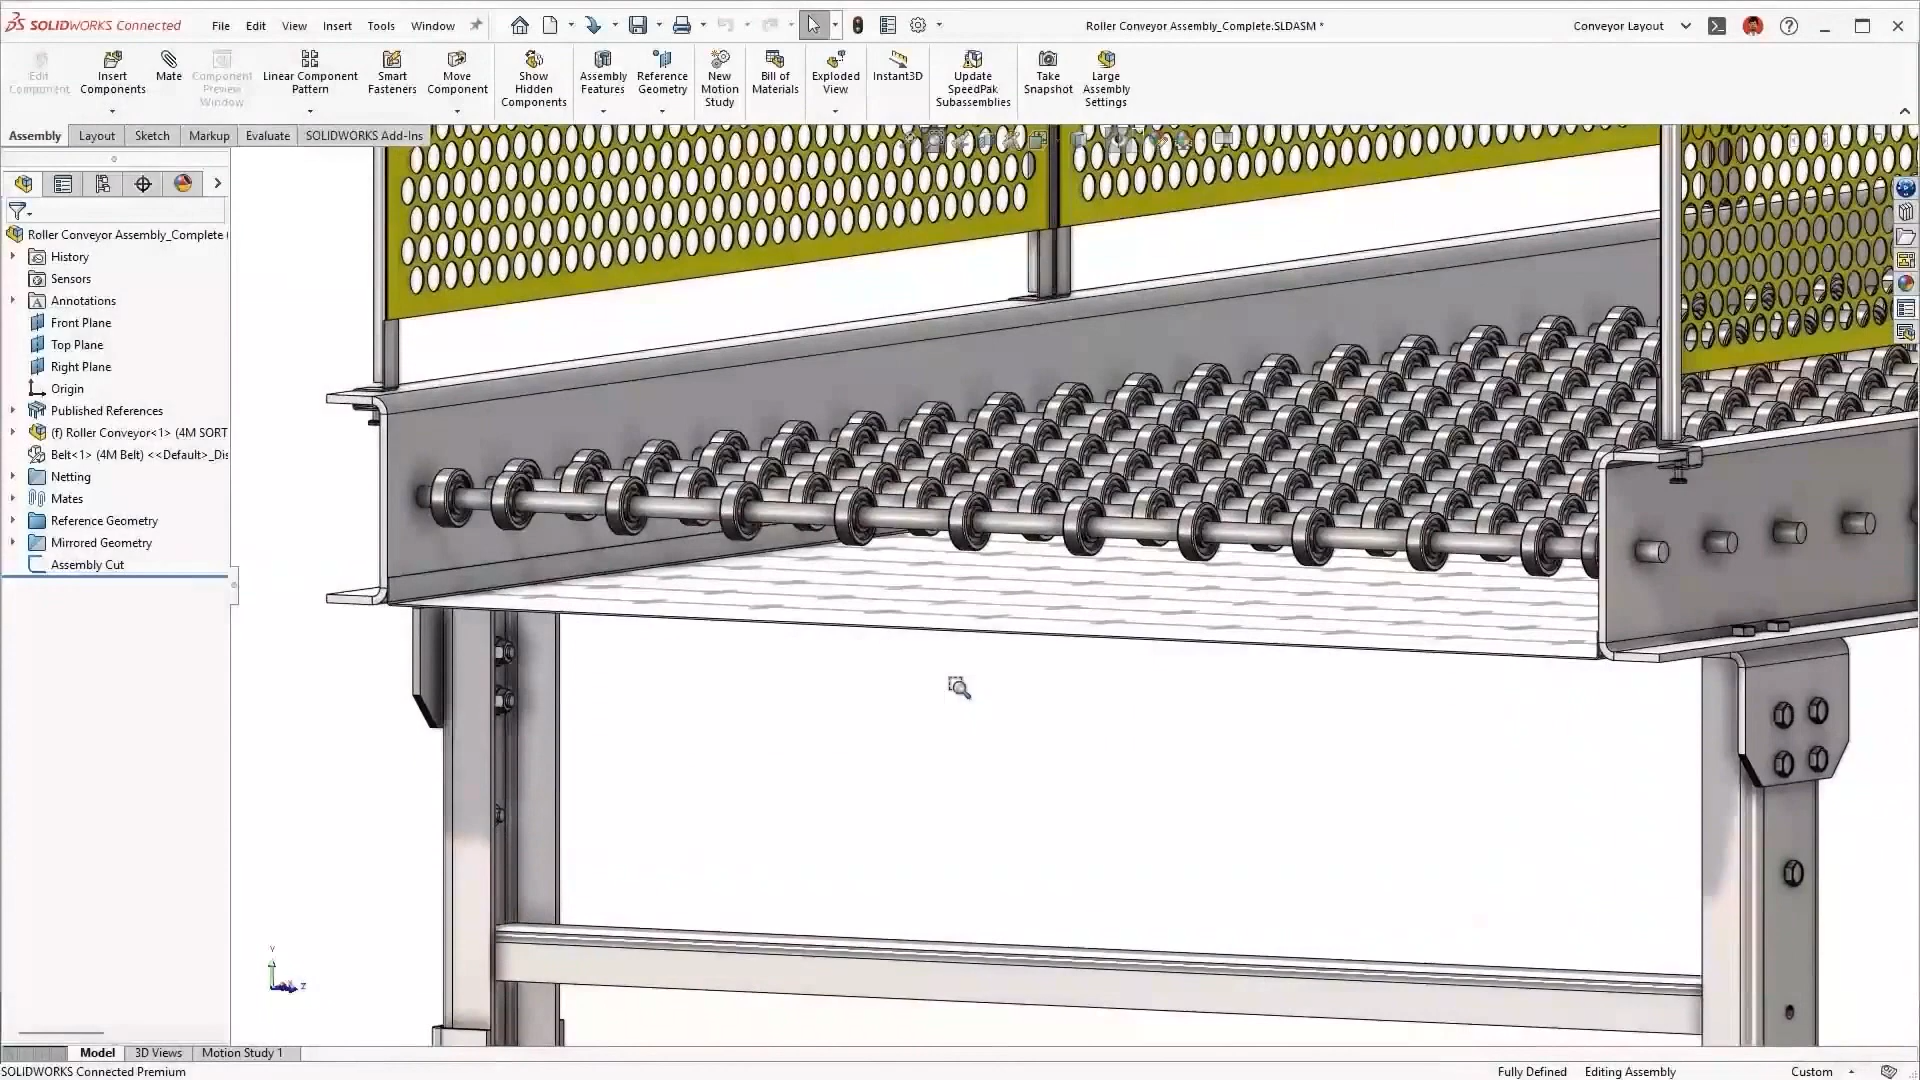 SOLIDWORKS Connected
File Edit View Insert Tools Window
Roller Conveyor Assembly_Complete.SLDASM *
Conveyor Layout
Edit Component
Insert Components
Mate
Component Preview Window
Linear Component Pattern
Smart Fasteners
Move Component
Show Hidden Components
Assembly Features
Reference Geometry
New Motion Study
Bill of Materials
Exploded View
Instant3D
Update SpeedPak Subassemblies
Take Snapshot
Large Assembly Settings
Assembly Layout Sketch Markup Evaluate SOLIDWORKS Add-Ins
Roller Conveyor Assembly_Complete (
History
Sensors
Annotations
Front Plane
Top Plane
Right Plane
Origin
Published References
(f) Roller Conveyor<1> (4M SORT
Belt<1> (4M Belt) <<Default>_Dis
Netting
Mates
Reference Geometry
Mirrored Geometry
Assembly Cut
Y
Z
Model 3D Views Motion Study 1
SOLIDWORKS Connected Premium
Fully Defined Editing Assembly Custom